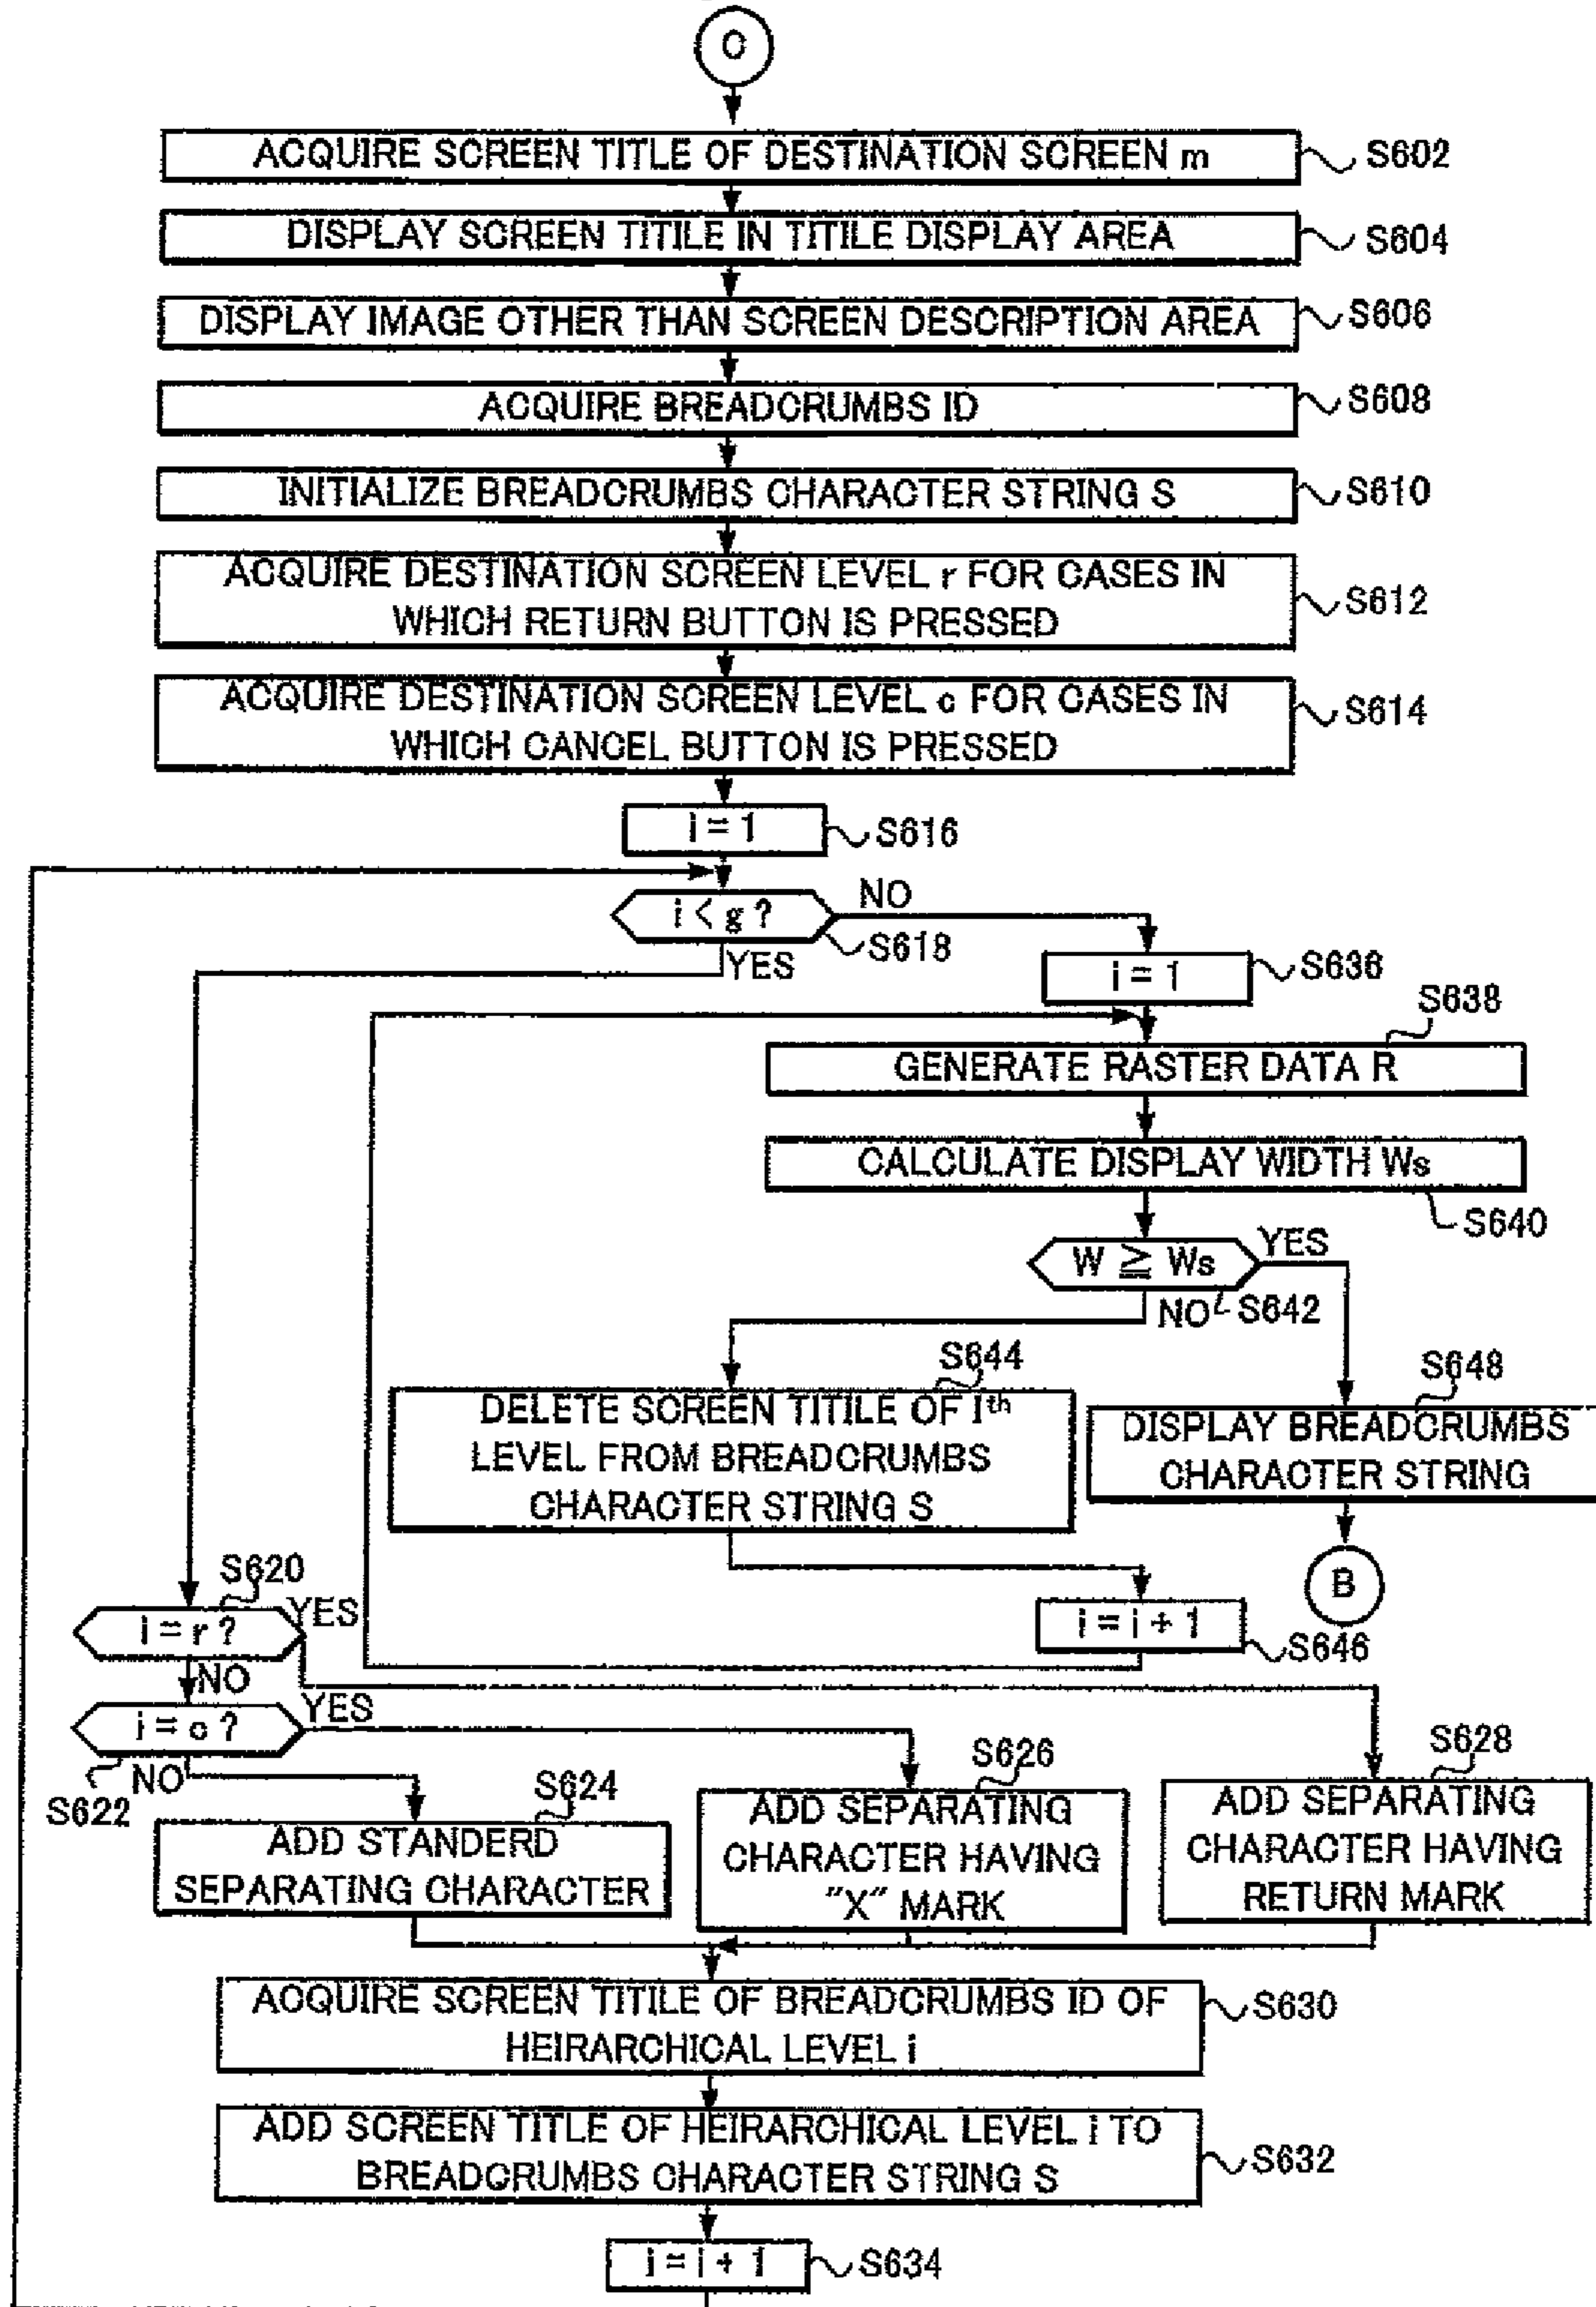 C
ACQUIRE SCREEN TITLE OF DESTINATION SCREEN m
S602
DISPLAY SCREEN TITILE IN TITILE DISPLAY AREA
S604
DISPLAY IMAGE OTHER THAN SCREEN DESCRIPTION AREA
S606
ACQUIRE BREADCRUMBS ID
S608
INITIALIZE BREADCRUMBS CHARACTER STRING S
S610
ACQUIRE DESTINATION SCREEN LEVEL r FOR CASES IN
WHICH RETURN BUTTON IS PRESSED
S612
ACQUIRE DESTINATION SCREEN LEVEL c FOR CASES IN
WHICH CANCEL BUTTON IS PRESSED
S614
i = 1
S616
i < g ?
NO
S618
YES
i = 1
S636
S638
GENERATE RASTER DATA R
CALCULATE DISPLAY WIDTH Ws
S640
W ≧ Ws
YES
NO
S642
S644
DELETE SCREEN TITILE OF Ith
LEVEL FROM BREADCRUMBS
CHARACTER STRING S
S648
DISPLAY BREADCRUMBS
CHARACTER STRING
B
i = i + 1
S646
S620
i = r ?
YES
NO
i = c ?
YES
S622
NO
S624
ADD STANDERD
SEPARATING CHARACTER
S626
ADD SEPARATING
CHARACTER HAVING
"X" MARK
S628
ADD SEPARATING
CHARACTER HAVING
RETURN MARK
ACQUIRE SCREEN TITILE OF BREADCRUMBS ID OF
HEIRARCHICAL LEVEL i
S630
ADD SCREEN TITLE OF HEIRARCHICAL LEVEL i TO
BREADCRUMBS CHARACTER STRING S
S632
i = i + 1
S634